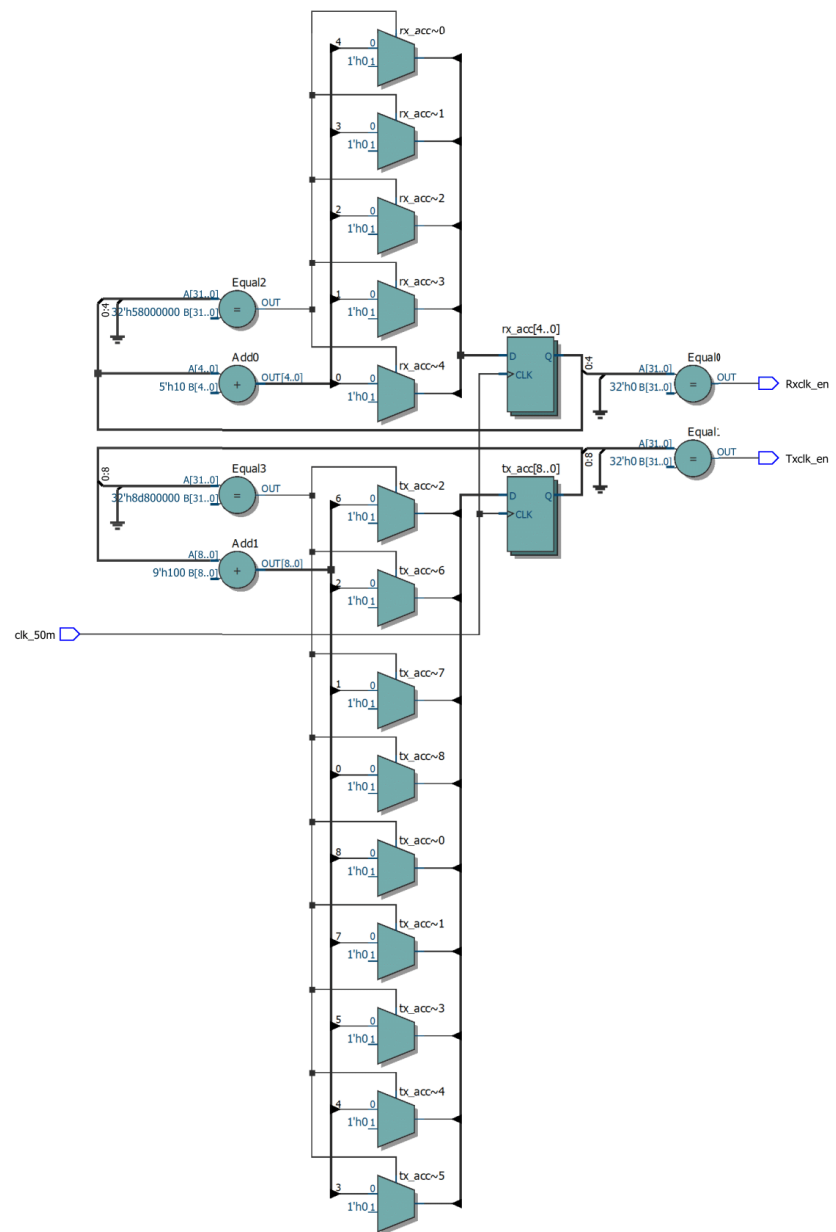 rx_acc~0
4
0
1'h0
1
rx_acc~1
3
0
1'h0
1
rx_acc~2
2
0
1'h0
1
rx_acc~3
1
0
1'h0
1
Equal2
0:4
A[31..0]
32'h58000000
B[31..0]
=
OUT
rx_acc~4
0
0
1'h0
1
Add0
A[4..0]
5'h10
B[4..0]
+
OUT[4..0]
rx_acc[4..0]
D
Q
CLK
0:4
Equal0
A[31..0]
32'h0
B[31..0]
=
OUT
Rxclk_en
0:8
Equal3
A[31..0]
32'h8d800000
B[31..0]
=
OUT
tx_acc~2
6
0
1'h0
1
tx_acc[8..0]
D
Q
CLK
0:8
A[31..0]
32'h0
B[31..0]
=
OUT
Txclk_en
Add1
A[8..0]
9'h100
B[8..0]
+
OUT[8..0]
tx_acc~6
2
0
1'h0
1
clk_50m
tx_acc~7
1
0
1'h0
1
tx_acc~8
0
0
1'h0
1
tx_acc~0
8
0
1'h0
1
tx_acc~1
7
0
1'h0
1
tx_acc~3
5
0
1'h0
1
tx_acc~4
4
0
1'h0
1
tx_acc~5
3
0
1'h0
1